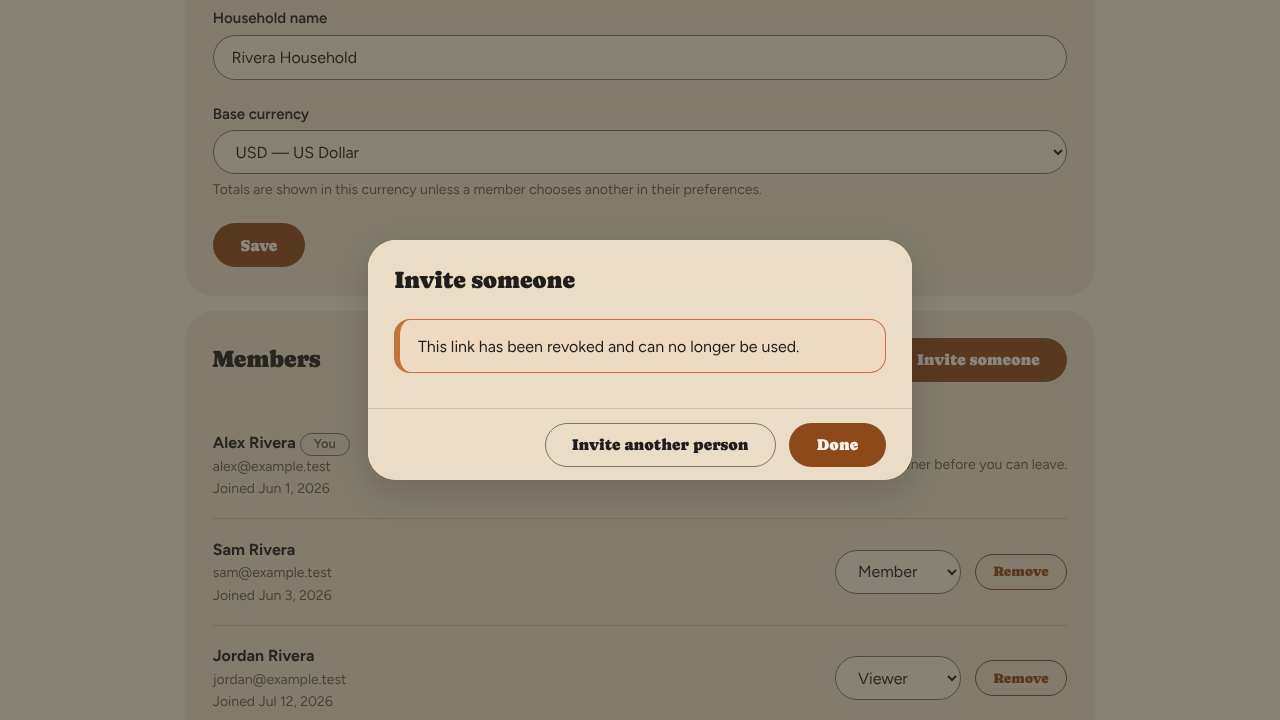 Household name
Rivera Household
Base currency
USD — US Dollar
Totals are shown in this currency unless a member chooses another in their preferences.
Save
Invite someone
This link has been revoked and can no longer be used.
Invite another person
Done
Members
Invite someone
Alex Rivera You
alex@example.test
Joined Jun 1, 2026
before you can leave.
Sam Rivera
sam@example.test
Joined Jun 3, 2026
Member
Remove
Jordan Rivera
jordan@example.test
Joined Jul 12, 2026
Viewer
Remove